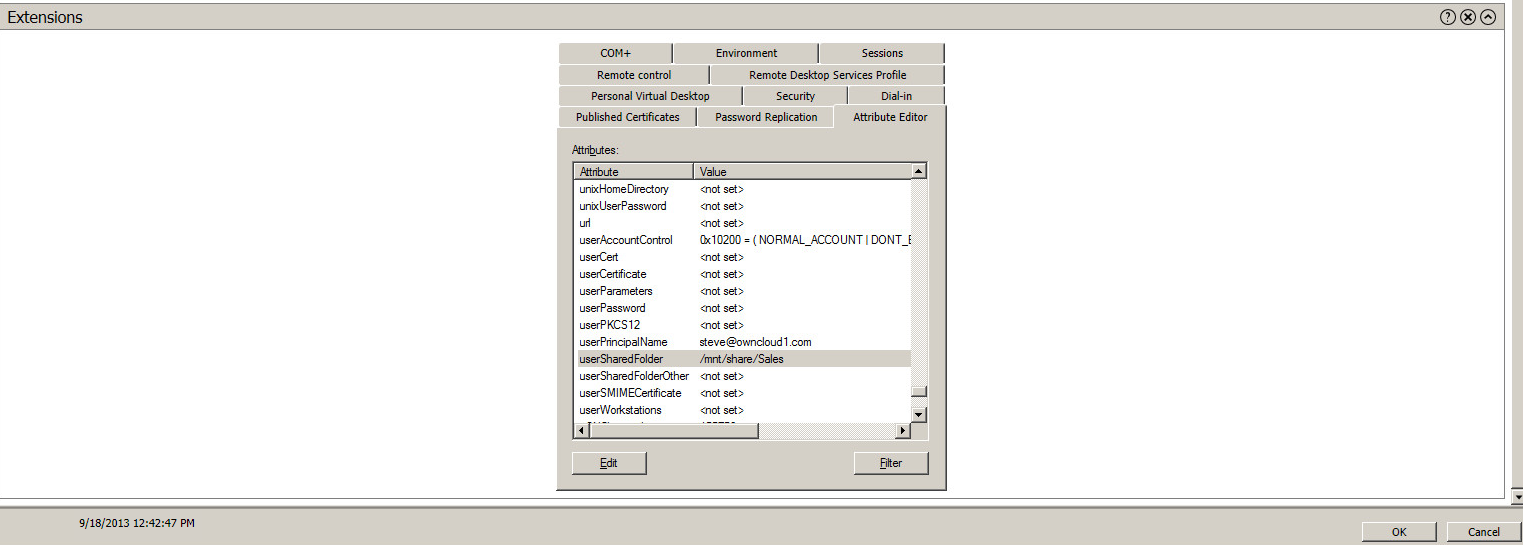 Extensions
COM+ Environment Sessions
Remote control Remote Desktop Services Profile
Personal Virtual Desktop Security Dial-in
Published Certificates Password Replication Attribute Editor
Attributes:
Attribute Value
unixHomeDirectory <not set>
unixUserPassword <not set>
url <not set>
userAccountControl 0x10200 = ( NORMAL_ACCOUNT | DONT_E
userCert <not set>
userCertificate <not set>
userParameters <not set>
userPassword <not set>
userPKCS12 <not set>
userPrincipalName steve@owncloud1.com
userSharedFolder /mnt/share/Sales
userSharedFolderOther <not set>
userSMIMECertificate <not set>
userWorkstations <not set>
Edit Filter
9/18/2013 12:42:47 PM
OK Cancel